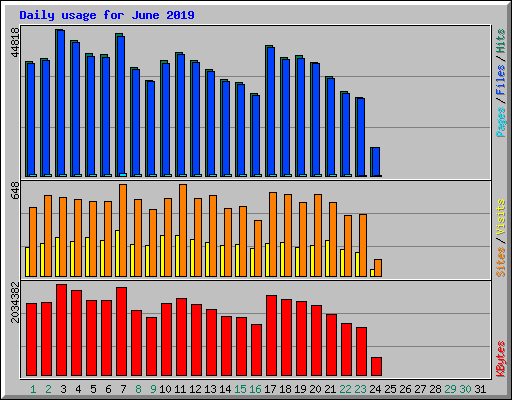 Daily usage for June 2019
44818
Pages/Files/Hits
648
Sites/Visits
2034382
KBytes
1 2 3 4 5 6 7 8 9 10 11 12 13 14 15 16 17 18 19 20 21 22 23 24 25 26 27 28 29 30 31